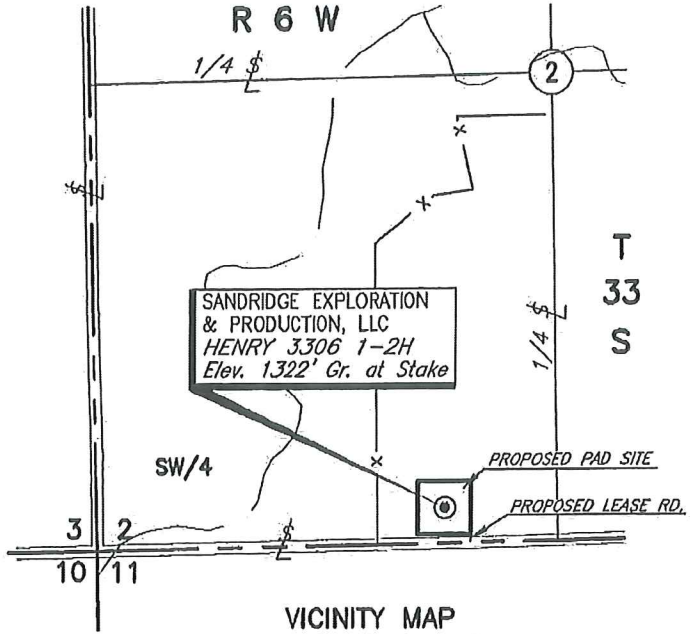 R 6 W
1/4
2
T
33
S
1/4
SANDRIDGE EXPLORATION
& PRODUCTION, LLC
HENRY 3306 1-2H
Elev. 1322' Gr. at Stake
SW/4
PROPOSED PAD SITE
PROPOSED LEASE RD.
3 2
10 11
VICINITY MAP